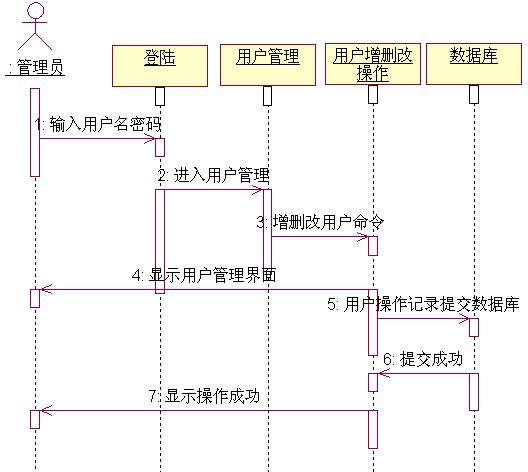 : 管理员
登陆
用户管理
用户增删改
操作
数据库
1: 输入用户名密码
2: 进入用户管理
3: 增删改用户命令
4: 显示用户管理界面
5: 用户操作记录提交数据库
6: 提交成功
7: 显示操作成功